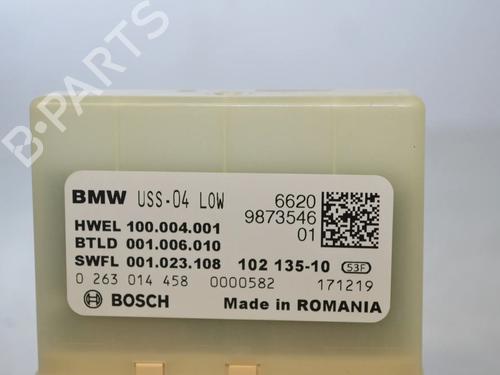 B-PARTS
BMW USS-04 LOW 6620
9873546
HWEL 100.004.001 01
BTLD 001.006.010
SWFL 001.023.108 102 135-10 53F
0 263 014 458 0000582 171219
BOSCH Made in ROMANIA